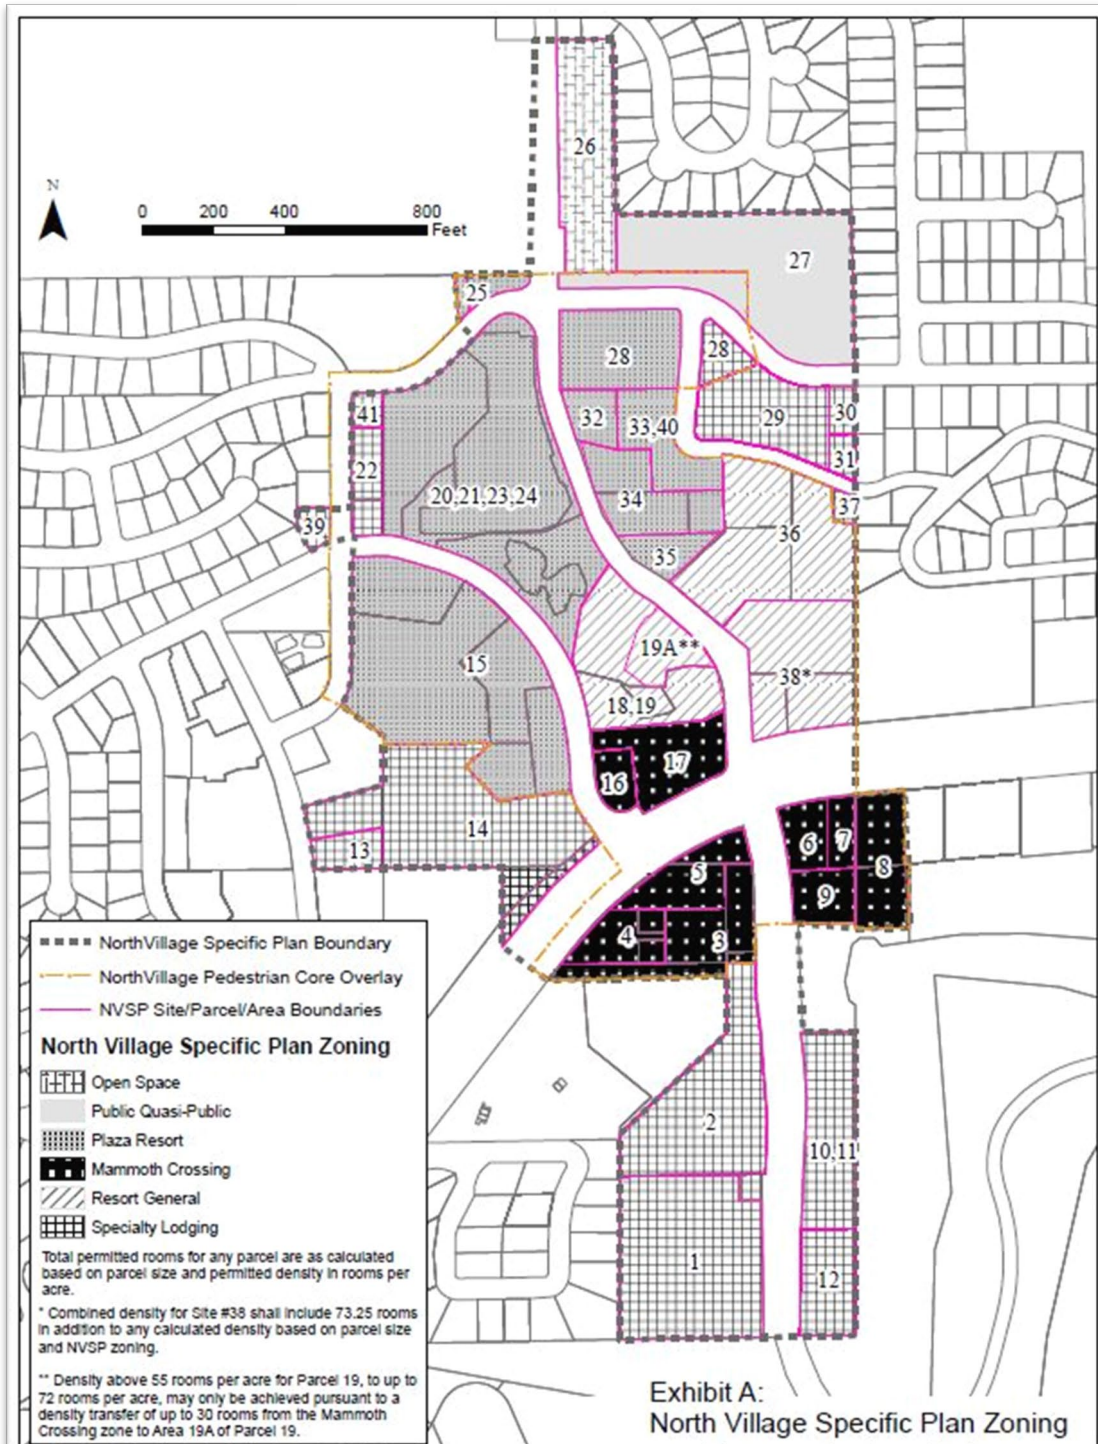 26
N
0 200 400 800
Feet
27
25
28
28
41
32
33,40
29
30
22
31
20,21,23,24
34
37
39
36
35
15
19A**
38*
18,19
17
16
14
6
7
13
5
8
9
4
3
NorthVillage Specific Plan Boundary
NorthVillage Pedestrian Core Overlay
NVSP Site/Parcel/Area Boundaries
North Village Specific Plan Zoning
Open Space
Public Quasi-Public
Plaza Resort
Mammoth Crossing
Resort General
Specialty Lodging
Total permitted rooms for any parcel are as calculated
based on parcel size and permitted density in rooms per
acre.
* Combined density for Site #38 shall include 73.25 rooms
in addition to any calculated density based on parcel size
and NVSP zoning.
** Density above 55 rooms per acre for Parcel 19, to up to
72 rooms per acre, may only be achieved pursuant to a
density transfer of up to 30 rooms from the Mammoth
Crossing zone to Area 19A of Parcel 19.
2
10,11
1
12
Exhibit A:
North Village Specific Plan Zoning